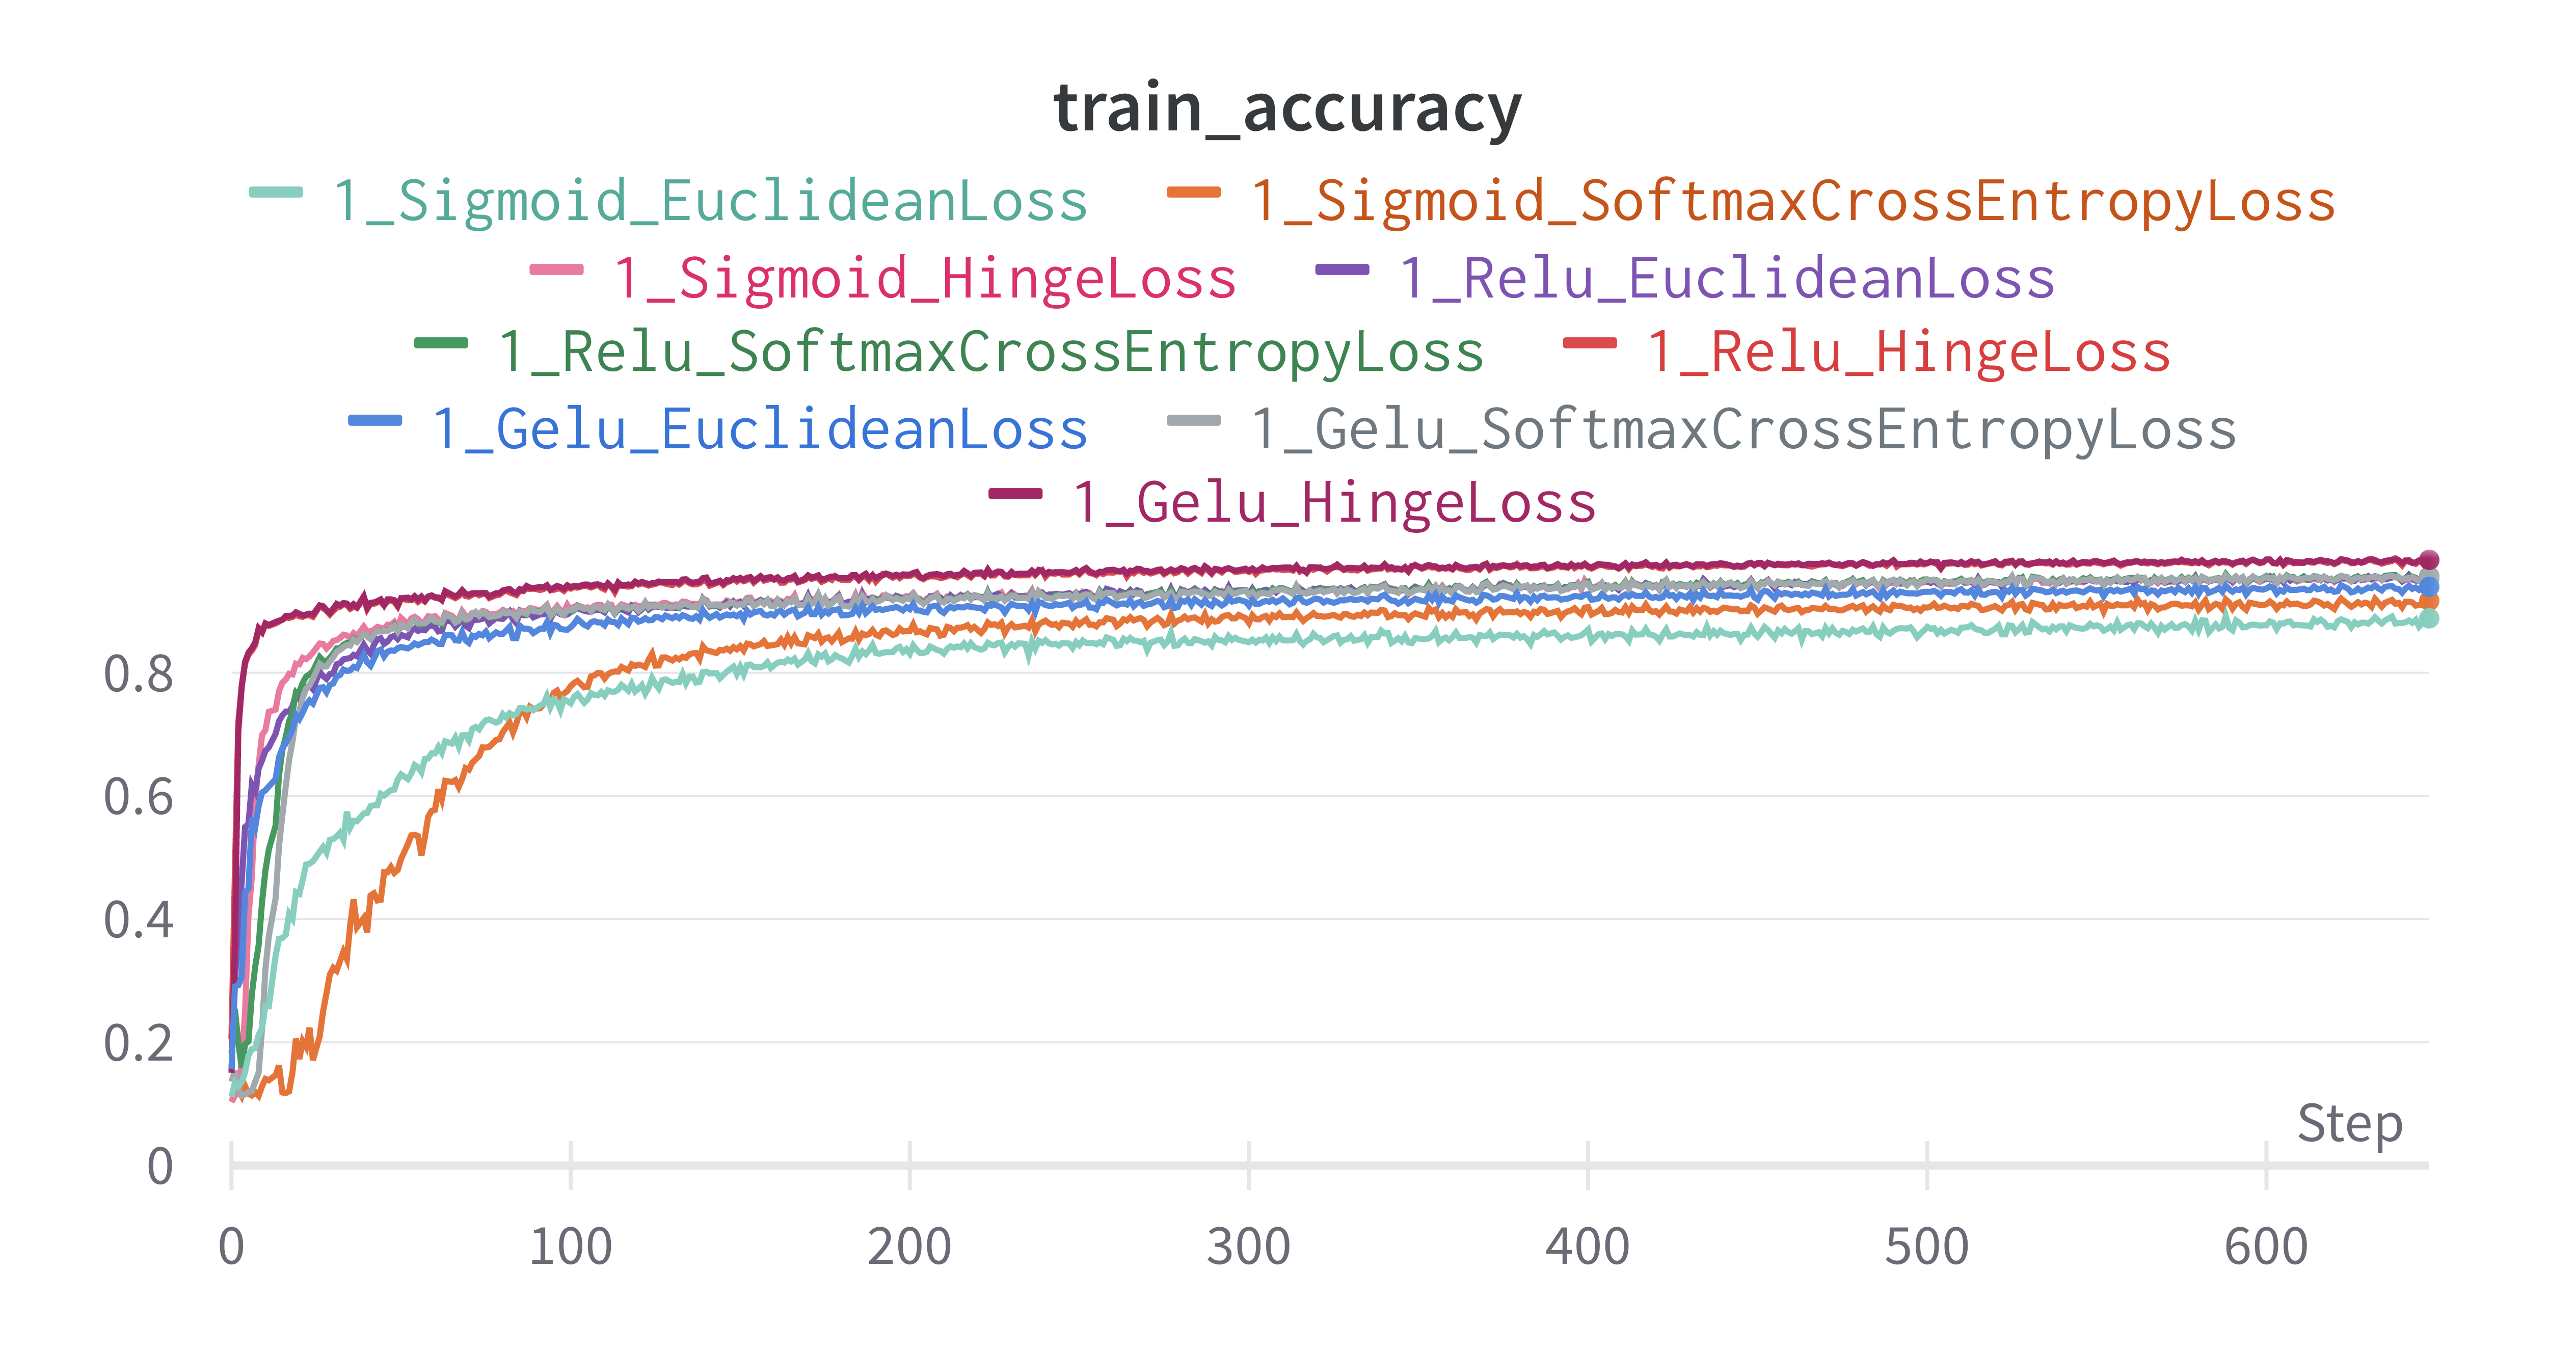 train_accuracy
1_Sigmoid_EuclideanLoss 1_Sigmoid_SoftmaxCrossEntropyLoss
1_Sigmoid_HingeLoss 1_Relu_EuclideanLoss
1_Relu_SoftmaxCrossEntropyLoss 1_Relu_HingeLoss
1_Gelu_EuclideanLoss 1_Gelu_SoftmaxCrossEntropyLoss
1_Gelu_HingeLoss
0.8
0.6
0.4
0.2
Step
0
0 100 200 300 400 500 600